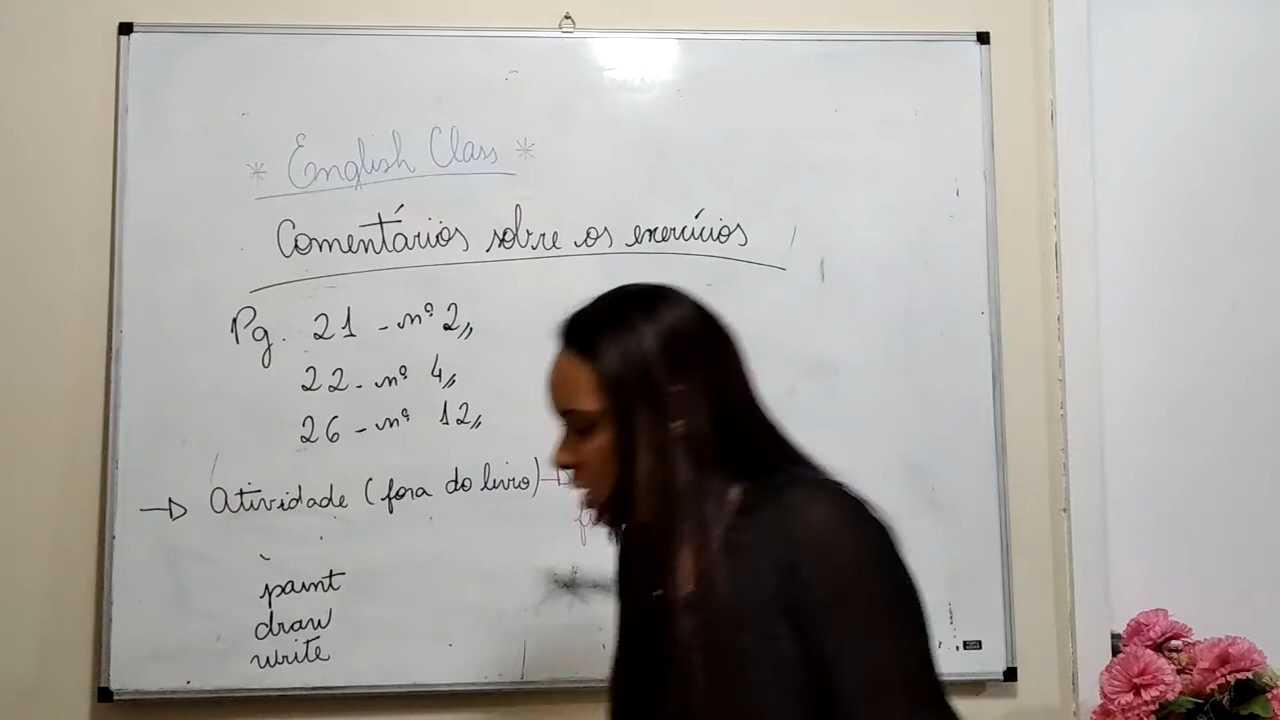 * English Class *
Comentários sobre os exercícios
Pg. 21 - nº 2,,
22 - nº 4,,
26 - nº 12,,
→ Atividade (fora do livro) →
paint
draw
write